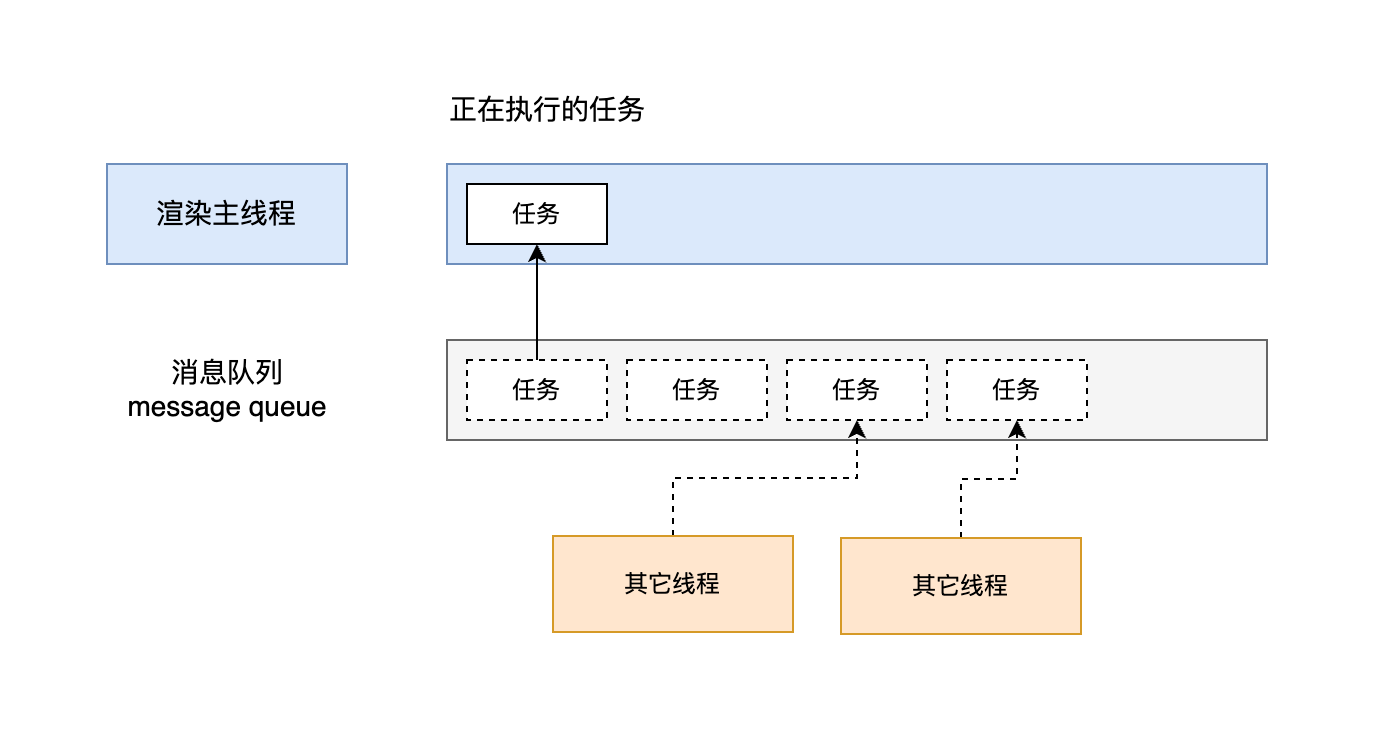 正在执行的任务
渲染主线程
任务
消息队列
message queue
任务
任务
任务
任务
其它线程
其它线程